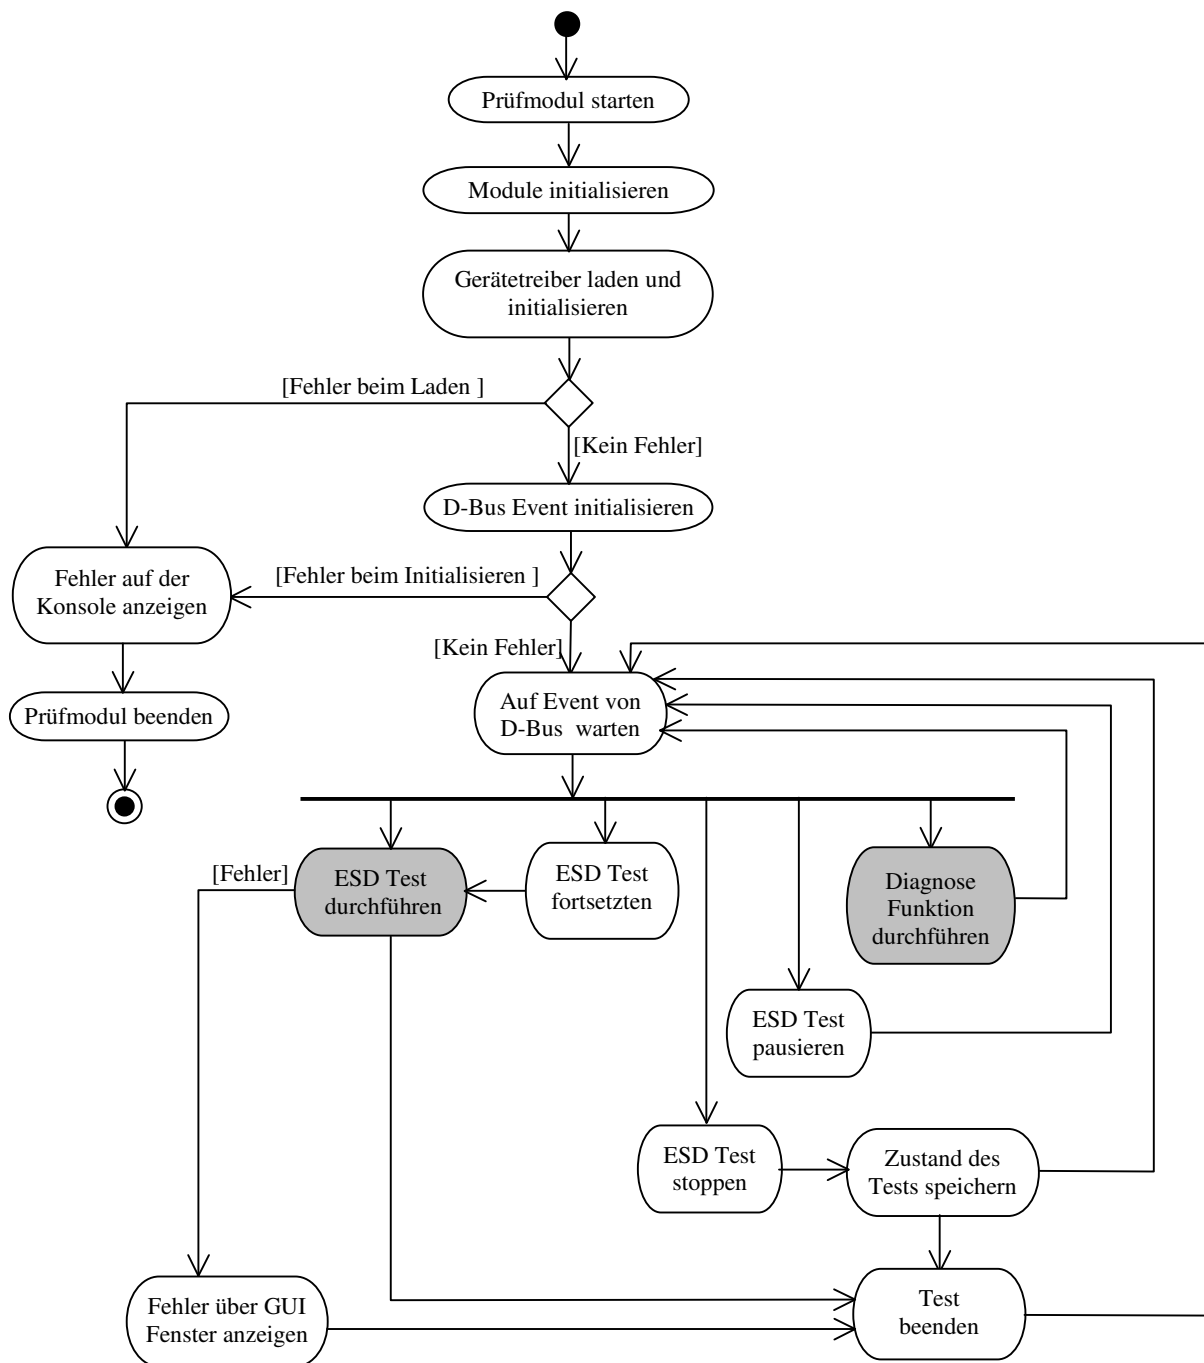 Prüfmodul starten
Module initialisieren
Gerätetreiber laden und
initialisieren
[Fehler beim Laden ]
[Kein Fehler]
D-Bus Event initialisieren
[Fehler beim Initialisieren ]
Fehler auf der
Konsole anzeigen
[Kein Fehler]
Prüfmodul beenden
Auf Event von
D-Bus  warten
[Fehler]
ESD Test
durchführen
ESD Test
fortsetzten
Diagnose
Funktion
durchführen
ESD Test
pausieren
ESD Test
stoppen
Zustand des
Tests speichern
Fehler über GUI
Fenster anzeigen
Test
beenden